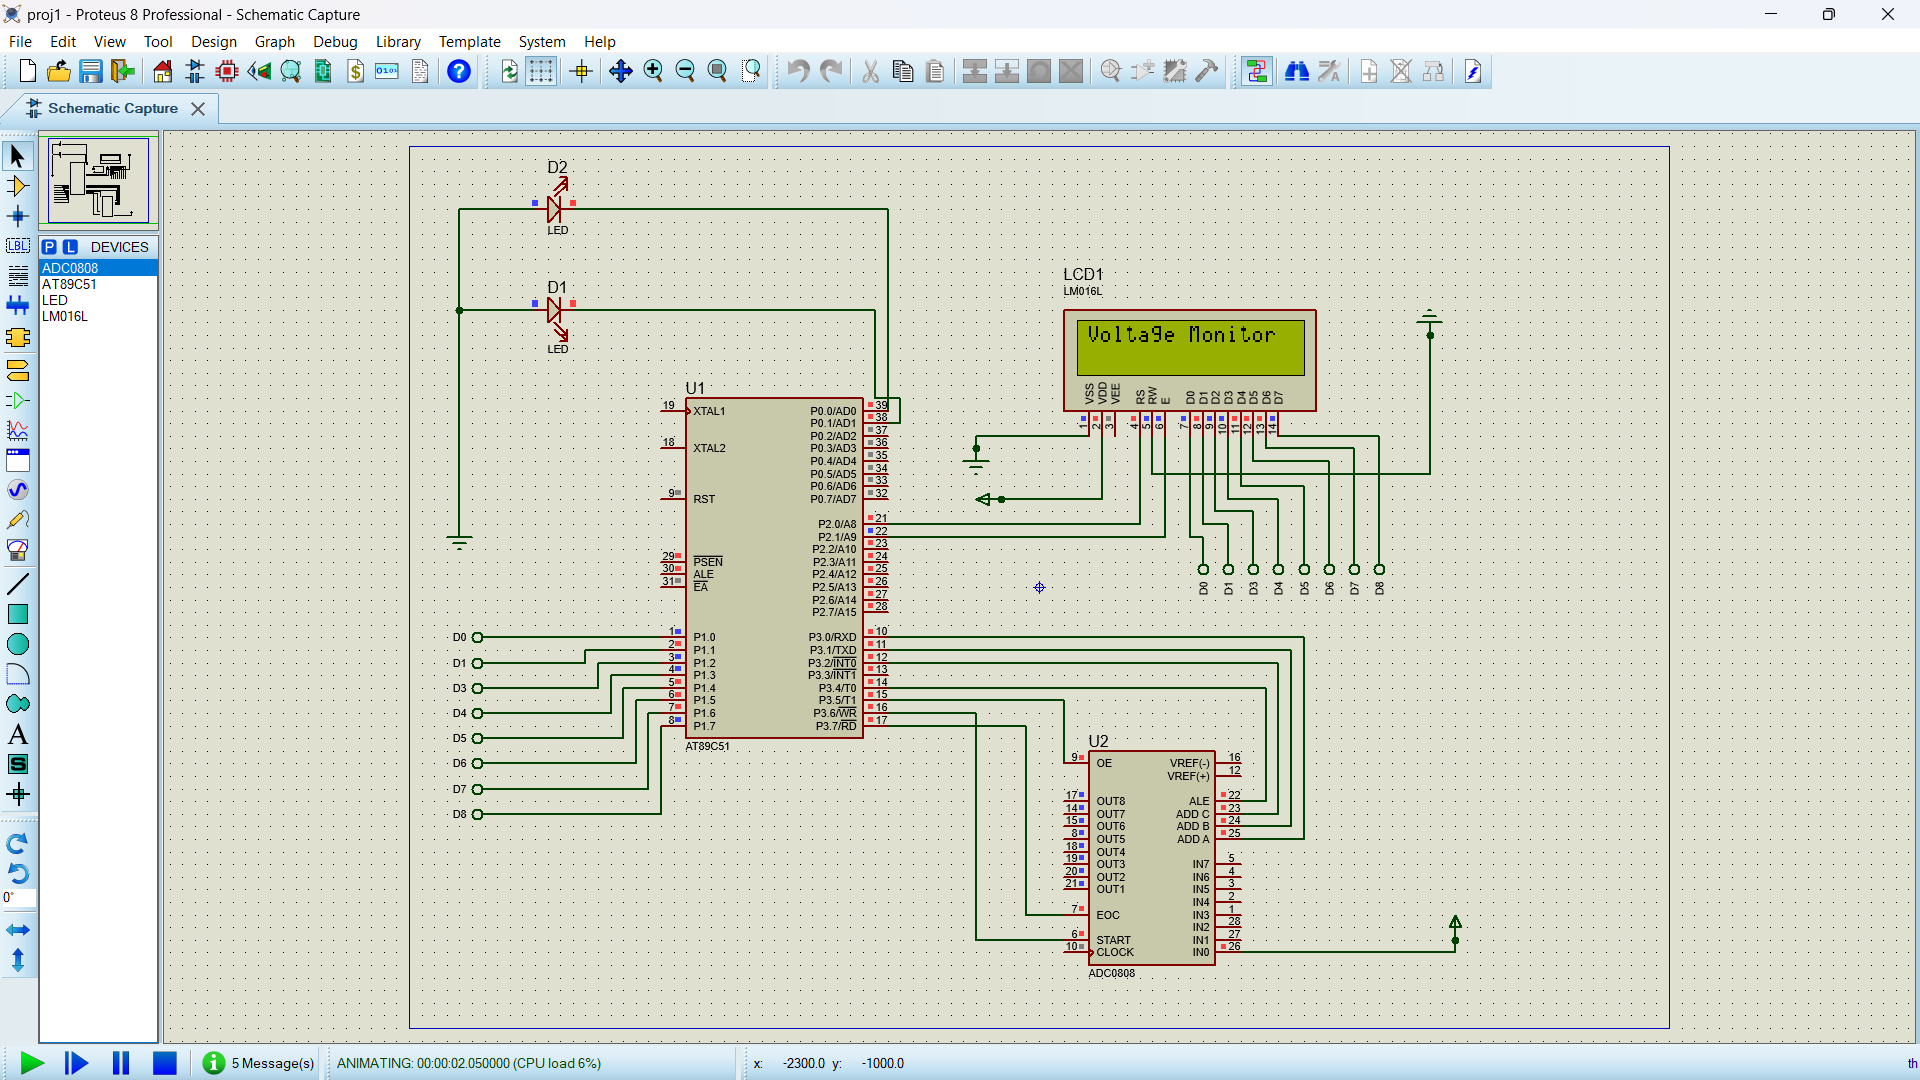 proj1 - Proteus 8 Professional - Schematic Capture
File Edit View Tool Design Graph Debug Library Template System Help
Schematic Capture
P L DEVICES
ADC0808
AT89C51
LED
LM016L
LBL
A
S
0°
D2
LED
D1
LED
LCD1
LM016L
Voltage Monitor
VSS VDD VEE RS RW E D0 D1 D2 D3 D4 D5 D6 D7
1 2 3 4 5 6 7 8 9 10 11 12 13 14
D0 D1 D3 D4 D5 D6 D7 D8
U1
19 XTAL1 P0.0/AD0 39
P0.1/AD1 38
P0.2/AD2 37
18 XTAL2 P0.3/AD3 36
P0.4/AD4 35
P0.5/AD5 34
P0.6/AD6 33
9 RST P0.7/AD7 32
P2.0/A8 21
P2.1/A9 22
P2.2/A10 23
29 PSEN P2.3/A11 24
30 ALE P2.4/A12 25
31 EA P2.5/A13 26
P2.6/A14 27
P2.7/A15 28
D0 1 P1.0 P3.0/RXD 10
2 P1.1 P3.1/TXD 11
D1 3 P1.2 P3.2/INT0 12
4 P1.3 P3.3/INT1 13
D3 5 P1.4 P3.4/T0 14
6 P1.5 P3.5/T1 15
D4 7 P1.6 P3.6/WR 16
8 P1.7 P3.7/RD 17
D5
D6
D7
D8
AT89C51
U2
9 OE VREF(-) 16
VREF(+) 12
17 OUT8 ALE 22
14 OUT7 ADD C 23
15 OUT6 ADD B 24
8 OUT5 ADD A 25
18 OUT4
19 OUT3 IN7 5
20 OUT2 IN6 4
21 OUT1 IN5 3
IN4 2
7 EOC IN3 1
IN2 28
6 START IN1 27
10 CLOCK IN0 26
ADC0808
5 Message(s) ANIMATING: 00:00:02.050000 (CPU load 6%) x: -2300.0 y: -1000.0 th